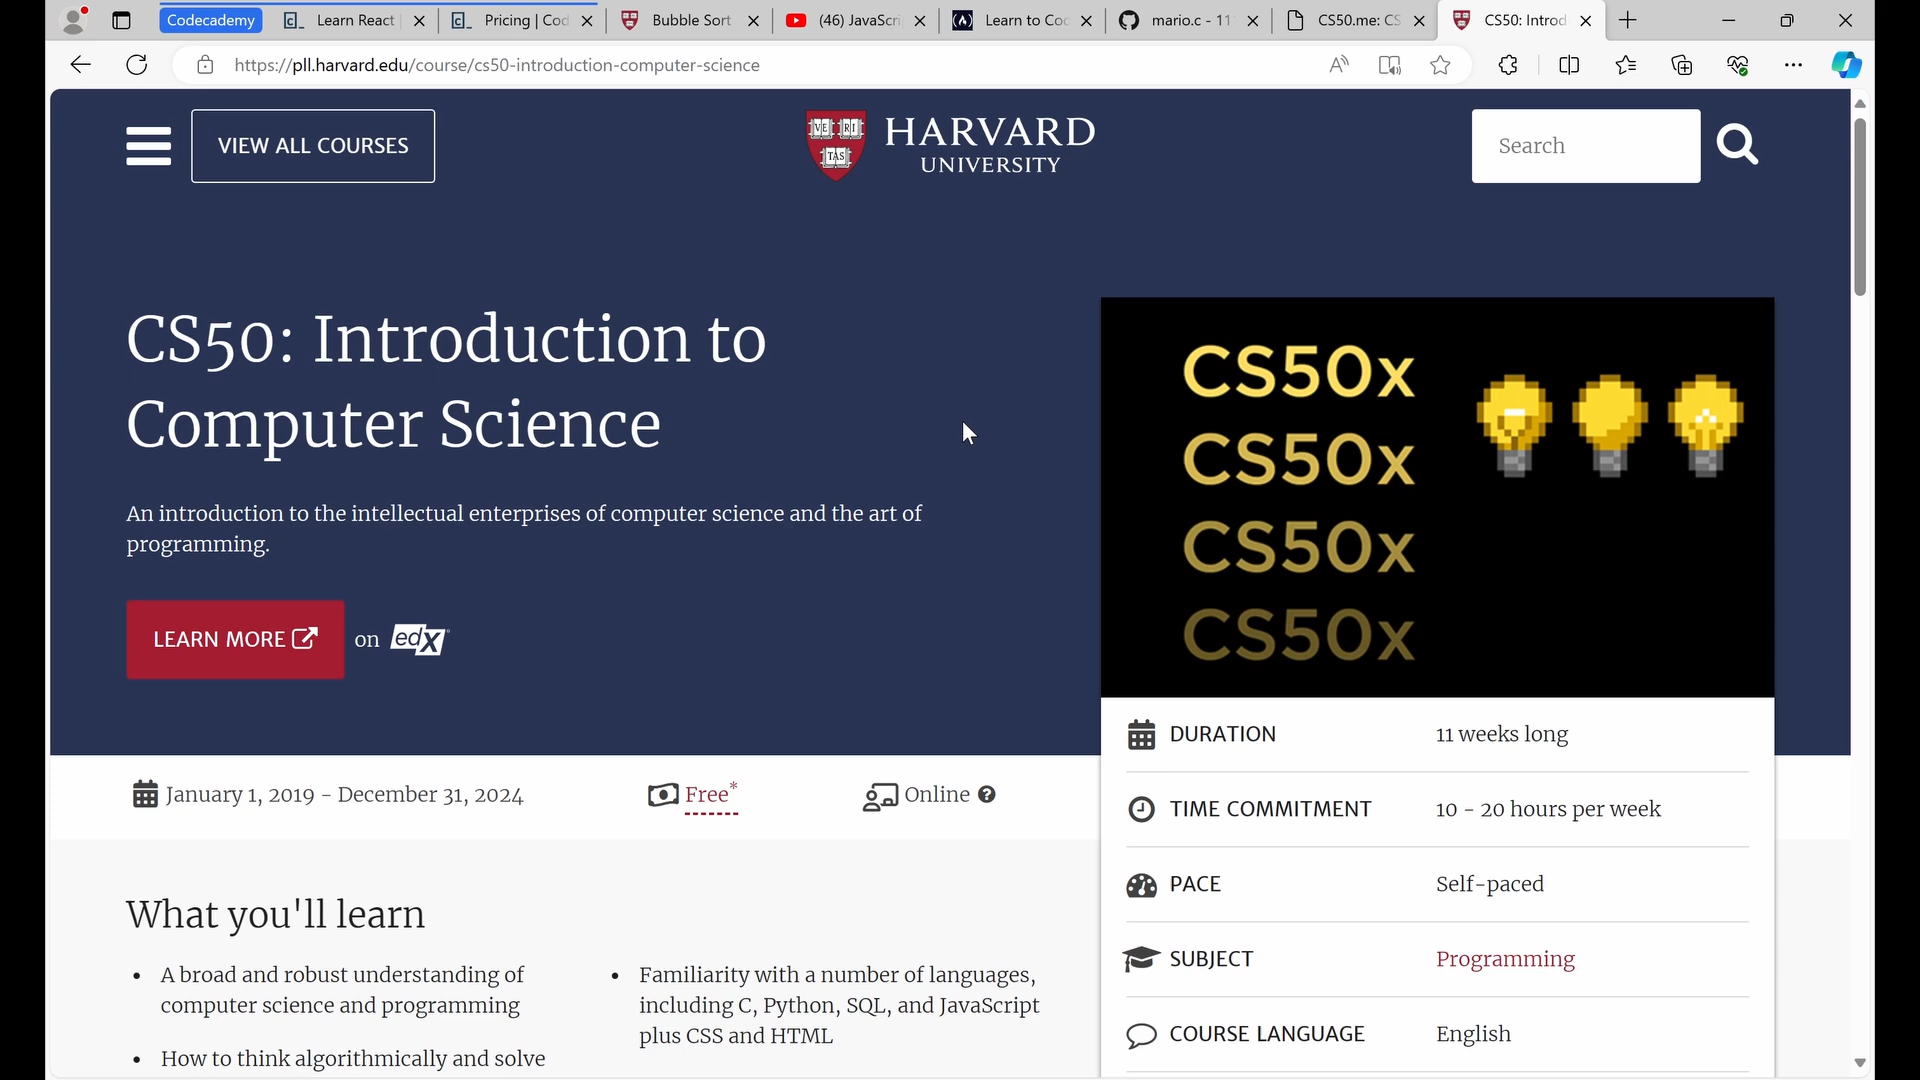 Codecademy
Learn React
Pricing | Cod
Bubble Sort
(46) JavaScri
Learn to Co
mario.c - 11
CS50.me: CS
CS50: Introd
https://pll.harvard.edu/course/cs50-introduction-computer-science
VIEW ALL COURSES
VE RI TAS
HARVARD
UNIVERSITY
Search
CS50: Introduction to
Computer Science
An introduction to the intellectual enterprises of computer science and the art of
programming.
LEARN MORE on edX
CS50x
CS50x
CS50x
CS50x
January 1, 2019 - December 31, 2024
Free*
Online
DURATION 11 weeks long
TIME COMMITMENT 10 - 20 hours per week
PACE Self-paced
SUBJECT Programming
COURSE LANGUAGE English
What you'll learn
• A broad and robust understanding of
computer science and programming
• How to think algorithmically and solve
• Familiarity with a number of languages,
including C, Python, SQL, and JavaScript
plus CSS and HTML